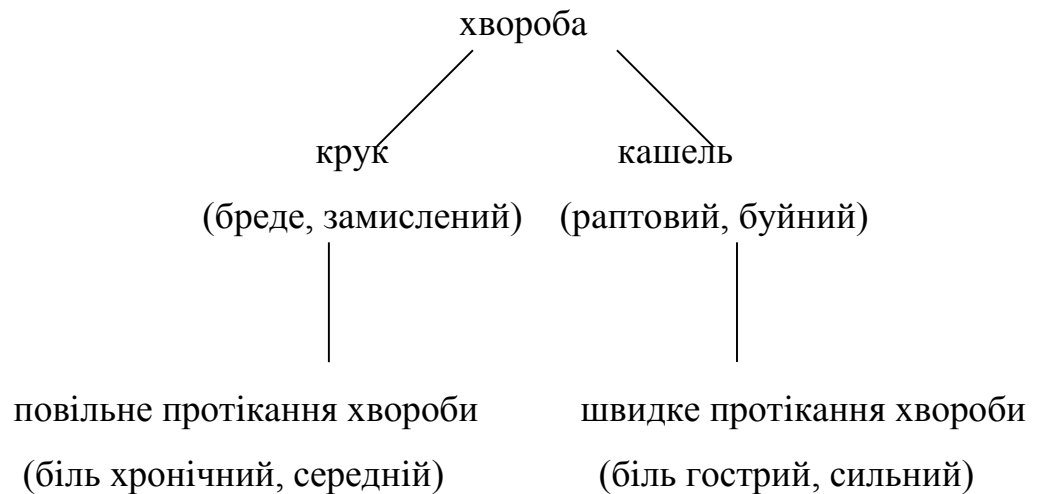 хвороба
крук кашель
(бреде, замислений) (раптовий, буйний)
повільне протікання хвороби швидке протікання хвороби
(біль хронічний, середній) (біль гострий, сильний)